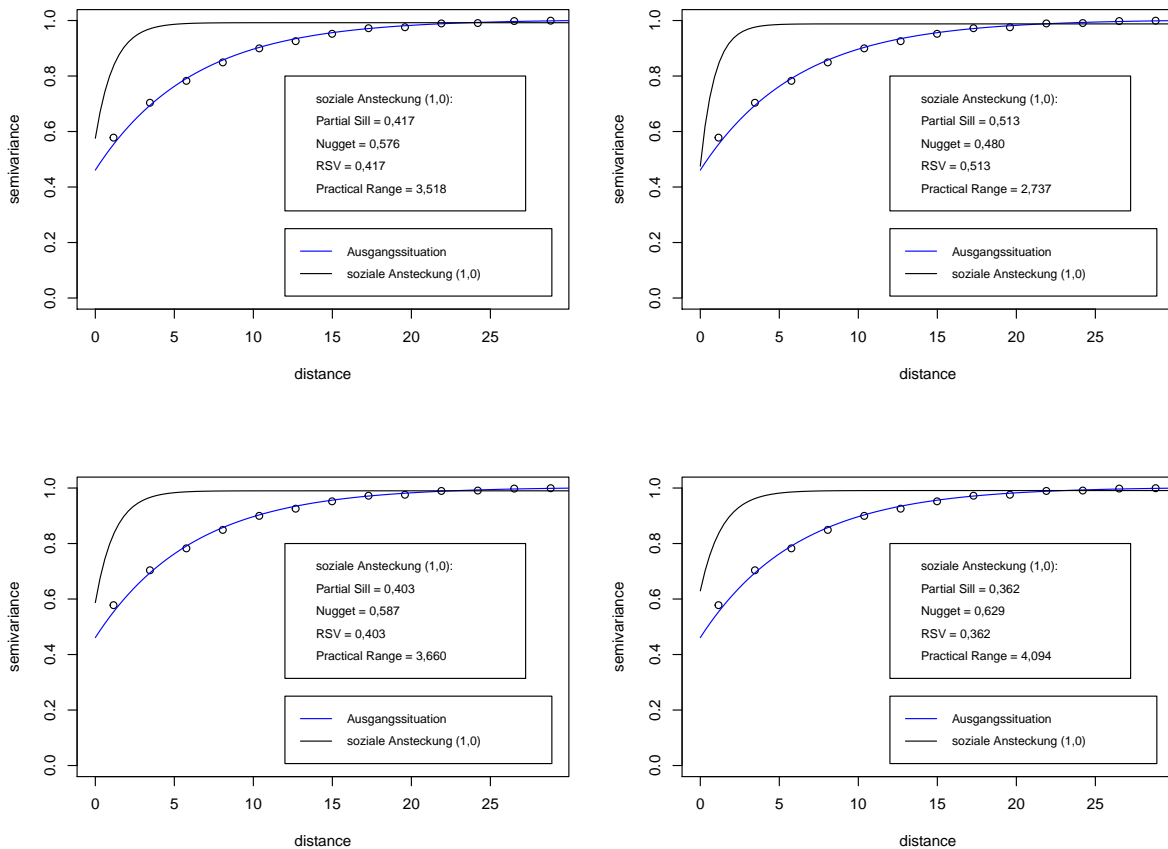 semivariance
1.0
0.8
0.6
0.4
0.2
0.0
soziale Ansteckung (1,0):
Partial Sill = 0,417
Nugget = 0,576
RSV = 0,417
Practical Range = 3,518
Ausgangssituation
soziale Ansteckung (1,0)
0 5 10 15 20 25
distance
semivariance
1.0
0.8
0.6
0.4
0.2
0.0
soziale Ansteckung (1,0):
Partial Sill = 0,513
Nugget = 0,480
RSV = 0,513
Practical Range = 2,737
Ausgangssituation
soziale Ansteckung (1,0)
0 5 10 15 20 25
distance
semivariance
1.0
0.8
0.6
0.4
0.2
0.0
soziale Ansteckung (1,0):
Partial Sill = 0,403
Nugget = 0,587
RSV = 0,403
Practical Range = 3,660
Ausgangssituation
soziale Ansteckung (1,0)
0 5 10 15 20 25
distance
semivariance
1.0
0.8
0.6
0.4
0.2
0.0
soziale Ansteckung (1,0):
Partial Sill = 0,362
Nugget = 0,629
RSV = 0,362
Practical Range = 4,094
Ausgangssituation
soziale Ansteckung (1,0)
0 5 10 15 20 25
distance